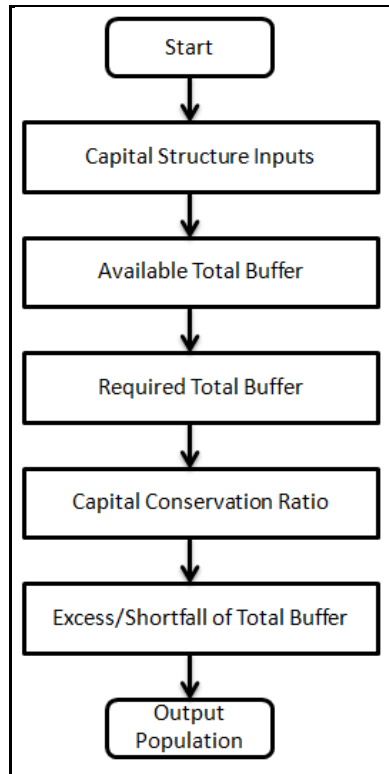 Start
Capital Structure Inputs
Available Total Buffer
Required Total Buffer
Capital Conservation Ratio
Excess/Shortfall of Total Buffer
Output
Population